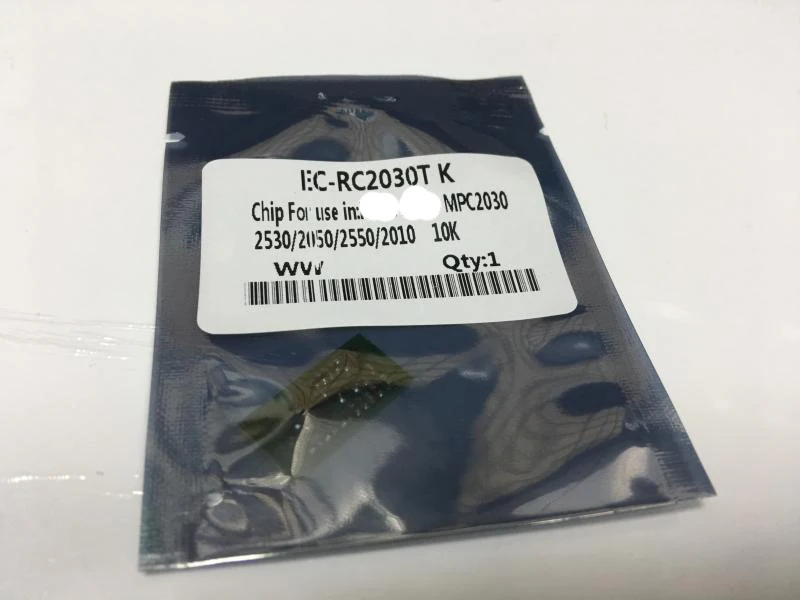 EC-RC2030T K
Chip For use in: MPC2030
2530/2050/2550/2010 10K
WW Qty:1